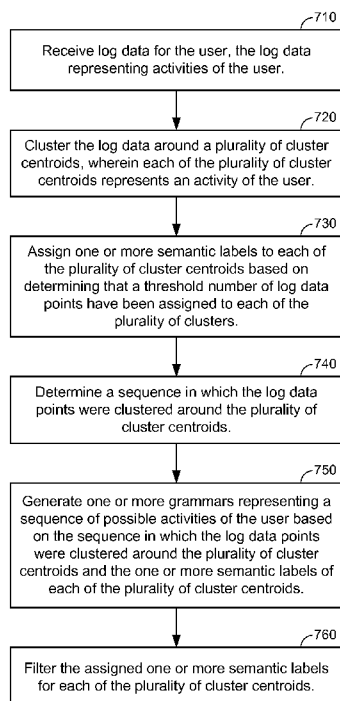 710
Receive log data for the user, the log data
representing activities of the user.
720
Cluster the log data around a plurality of cluster
centroids, wherein each of the plurality of cluster
centroids represents an activity of the user.
730
Assign one or more semantic labels to each of
the plurality of cluster centroids based on
determining that a threshold number of log data
points have been assigned to each of the
plurality of clusters.
740
Determine a sequence in which the log data
points were clustered around the plurality of
cluster centroids.
750
Generate one or more grammars representing a
sequence of possible activities of the user based
on the sequence in which the log data points
were clustered around the plurality of cluster
centroids and the one or more semantic labels of
each of the plurality of cluster centroids.
760
Filter the assigned one or more semantic labels
for each of the plurality of cluster centroids.